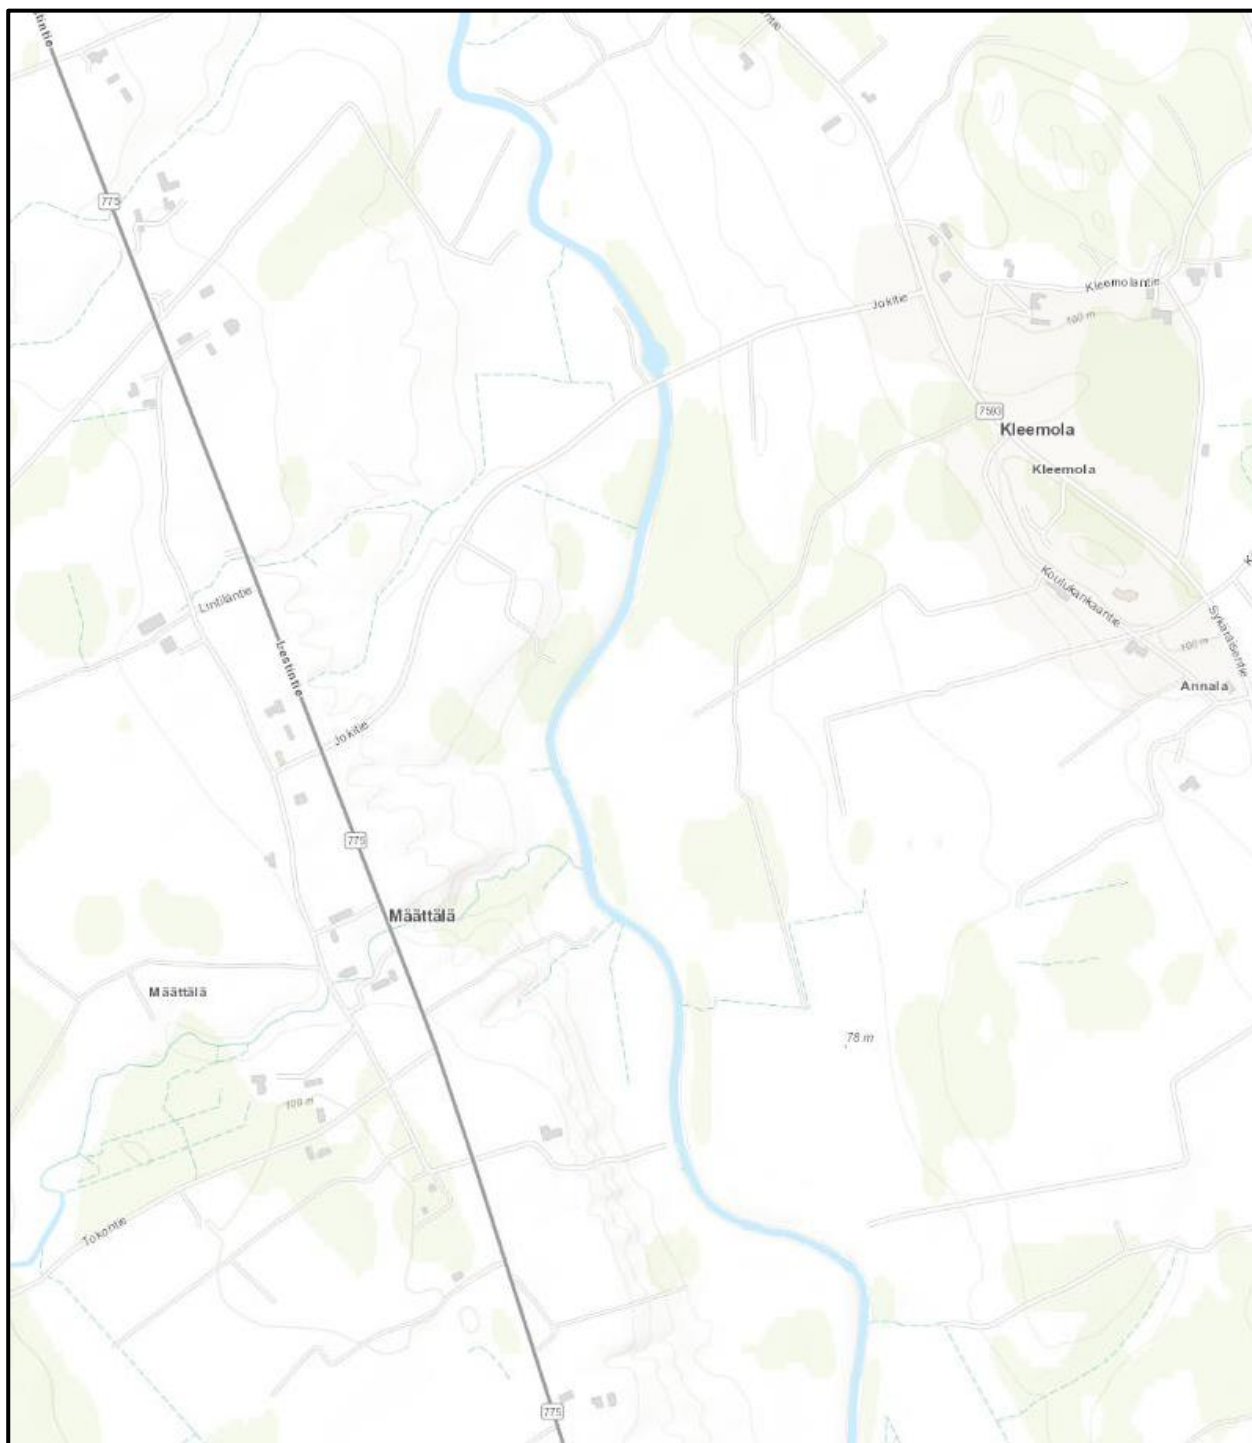 775
Kleemolantie
Jokitie
100 m
7593
Kleemola
Kleemola
Lintiläntie
Koulukankaantie
Sykäräisentie
100 m
Lestintie
Annala
Jokitie
775
Määttälä
Määttälä
78 m
100 m
Tokontie
775